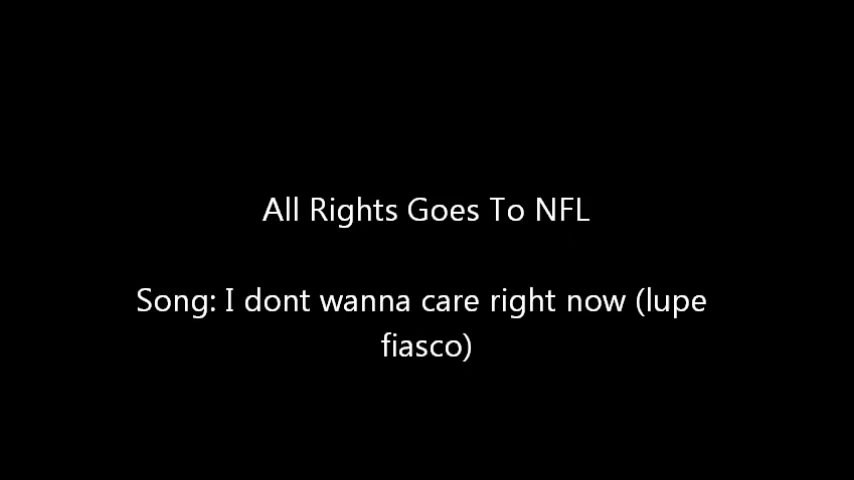 All Rights Goes To NFL
Song: I dont wanna care right now (lupe
fiasco)